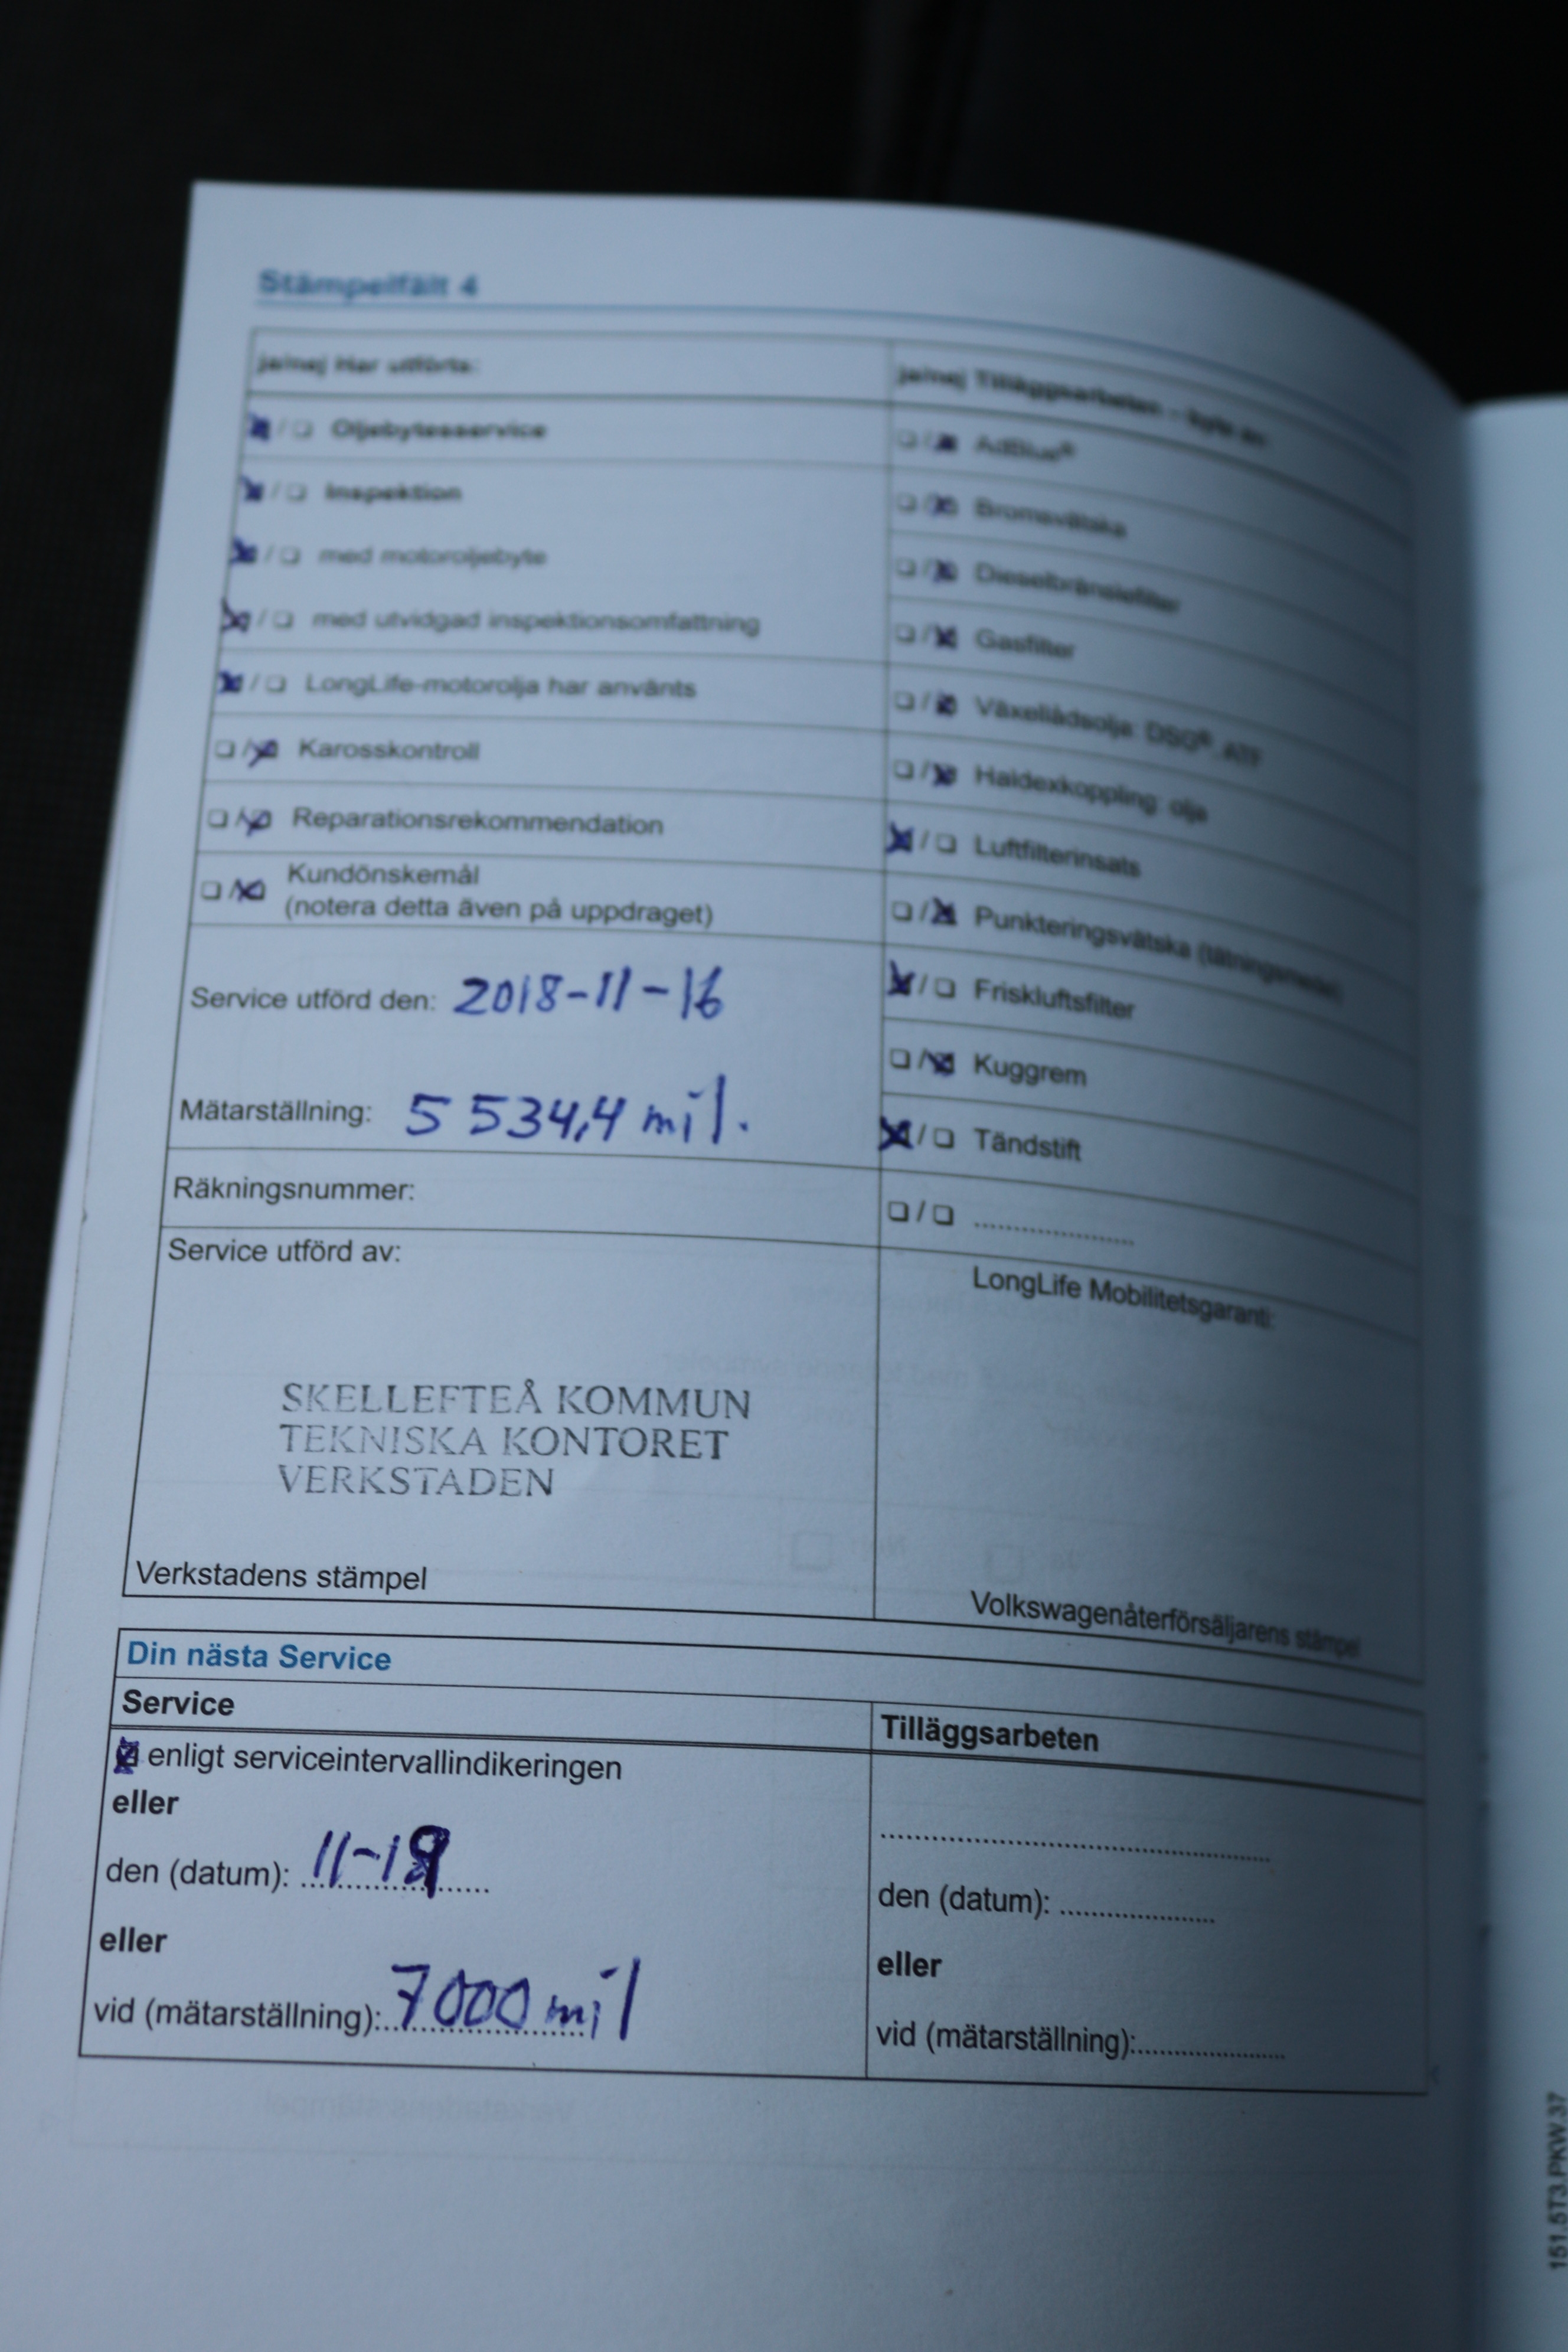 Stämpelfält 4
ja/nej Har utförts:
☒ / ☐ Oljebytesservice
☒ / ☐ Inspektion
☒ / ☐ med motoroljebyte
☒ / ☐ med utvidgad inspektionsomfattning
☒ / ☐ LongLife-motorolja har använts
☐ / ☒ Karosskontroll
☐ / ☒ Reparationsrekommendation
☐ / ☒ Kundönskemål
(notera detta även på uppdraget)
Service utförd den: 2018-11-16
Mätarställning: 5 534,4 mil.
Räkningsnummer:
Service utförd av:
SKELLEFTEÅ KOMMUN
TEKNISKA KONTORET
VERKSTADEN
Verkstadens stämpel
ja/nej Tilläggsarbeten - byte av:
☐ / ☒ AdBlue®
☐ / ☒ Bromsvätska
☐ / ☒ Dieselbränslefilter
☐ / ☒ Gasfilter
☐ / ☒ Växellådsolja: DSG®, ATF
☐ / ☒ Haldexkoppling: olja
☒ / ☐ Luftfilterinsats
☐ / ☒ Punkteringsvätska (tätningsmedel)
☒ / ☐ Friskluftsfilter
☐ / ☒ Kuggrem
☒ / ☐ Tändstift
☐ / ☐ ......................
LongLife Mobilitetsgaranti:
Volkswagenåterförsäljarens stämpel
Din nästa Service
Service
☒ enligt serviceintervallindikeringen
eller
den (datum): 11-19
eller
vid (mätarställning): 7000 mil
Tilläggsarbeten
den (datum): ......................
eller
vid (mätarställning):......................
151.5T3.PKW.37